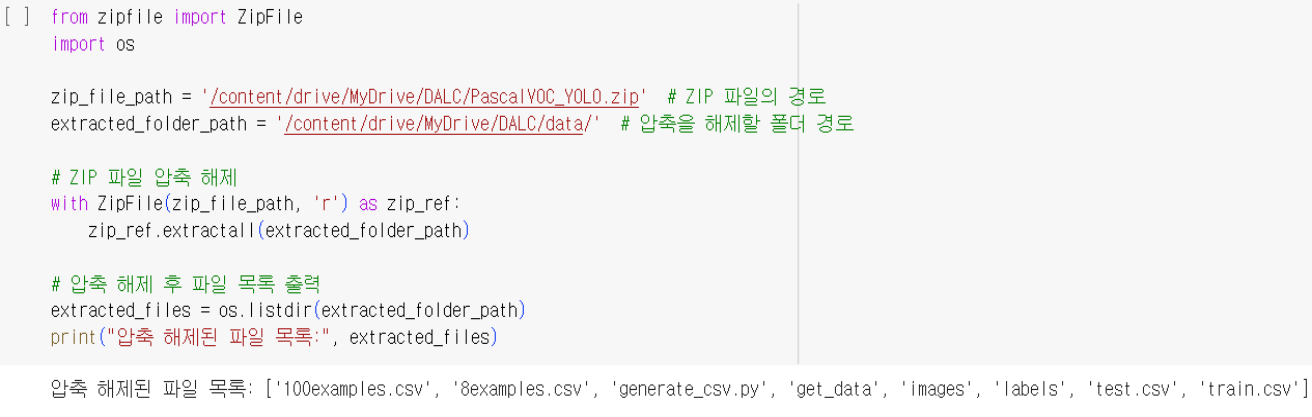 [ ] from zipfile import ZipFile
import os
zip_file_path = '/content/drive/MyDrive/DALC/PascalVOC_YOLO.zip'  # ZIP 파일의 경로
extracted_folder_path = '/content/drive/MyDrive/DALC/data/'  # 압축을 해제할 폴더 경로
# ZIP 파일 압축 해제
with ZipFile(zip_file_path, 'r') as zip_ref:
    zip_ref.extractall(extracted_folder_path)
# 압축 해제 후 파일 목록 출력
extracted_files = os.listdir(extracted_folder_path)
print("압축 해제된 파일 목록:", extracted_files)
압축 해제된 파일 목록: ['100examples.csv', '8examples.csv', 'generate_csv.py', 'get_data', 'images', 'labels', 'test.csv', 'train.csv']